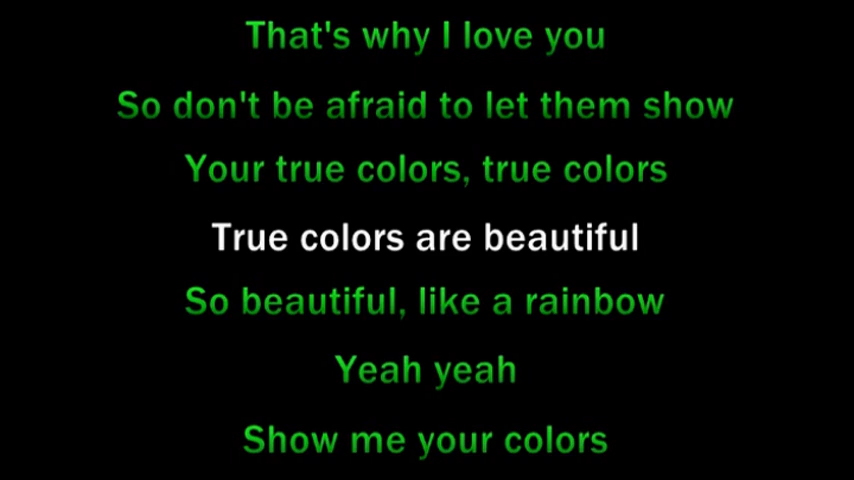 That's why I love you
So don't be afraid to let them show
Your true colors, true colors
True colors are beautiful
So beautiful, like a rainbow
Yeah yeah
Show me your colors